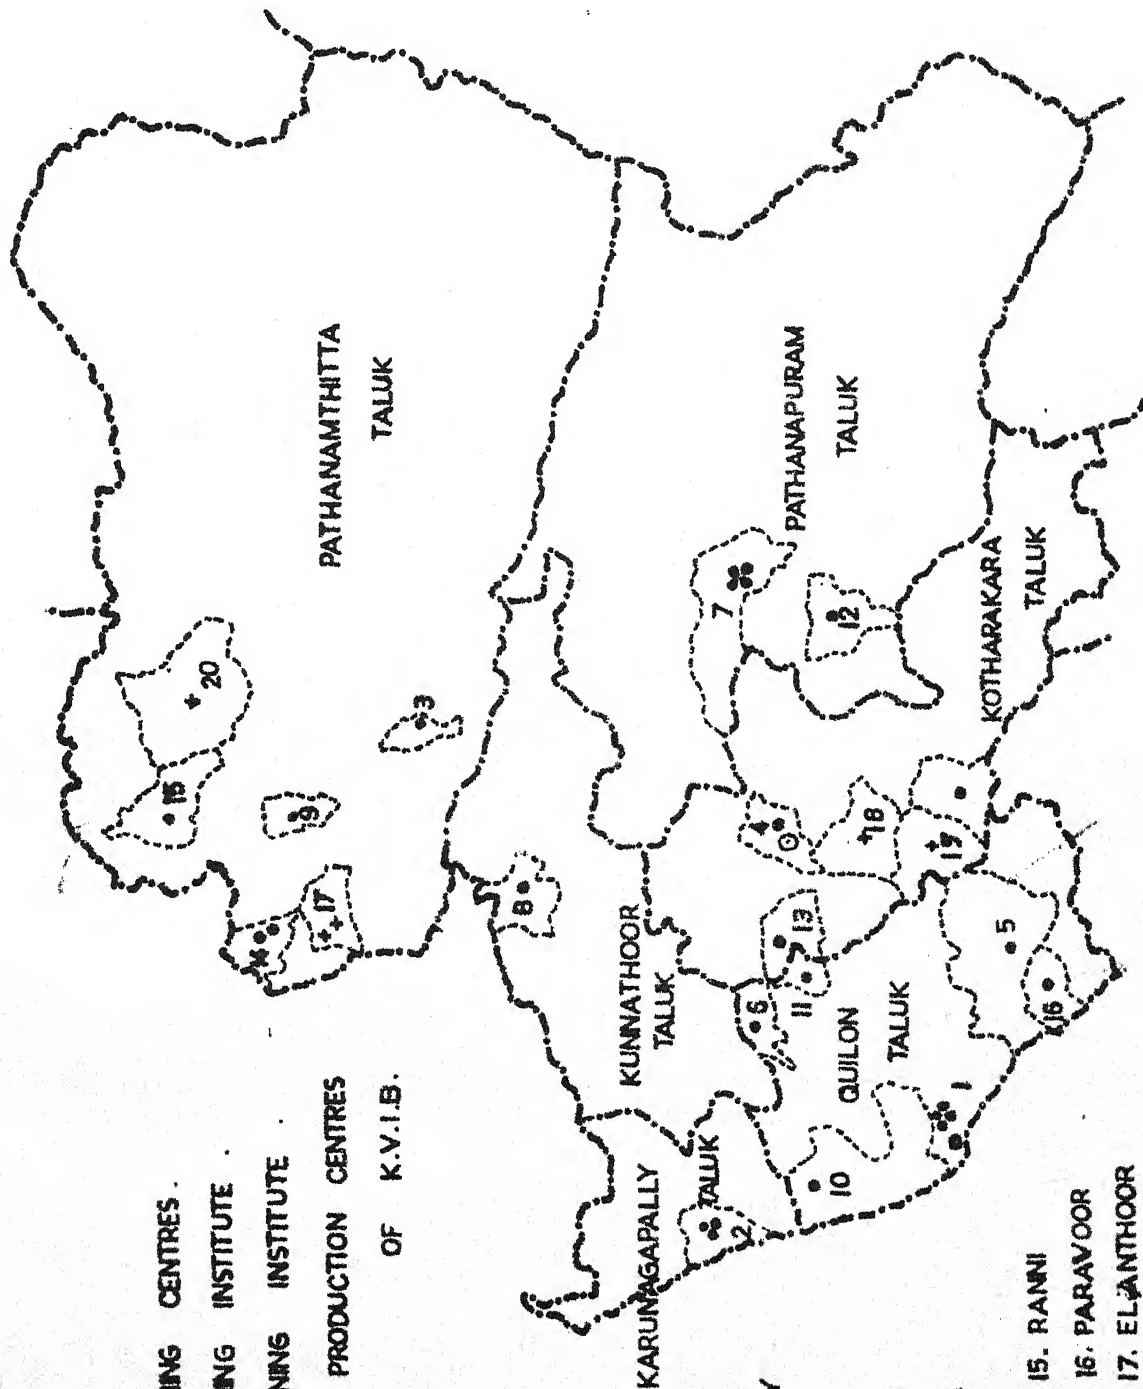 ING CENTRES.
NG INSTITUTE .
NING INSTITUTE
PRODUCTION CENTRES
OF K.V.I.B.
15
20
14
9
17
PATHANAMTHITTA
TALUK
3
8
KARUNAGAPALLY
TALUK
KUNNATHOOR
TALUK
2
6
4
7
11
13
PATHANAPURAM
TALUK
10
QUILON
TALUK
18
12
1
19
5
16
KOTHARAKARA
TALUK
15. RANNI
16. PARAVOOR
17. ELANTHOOR